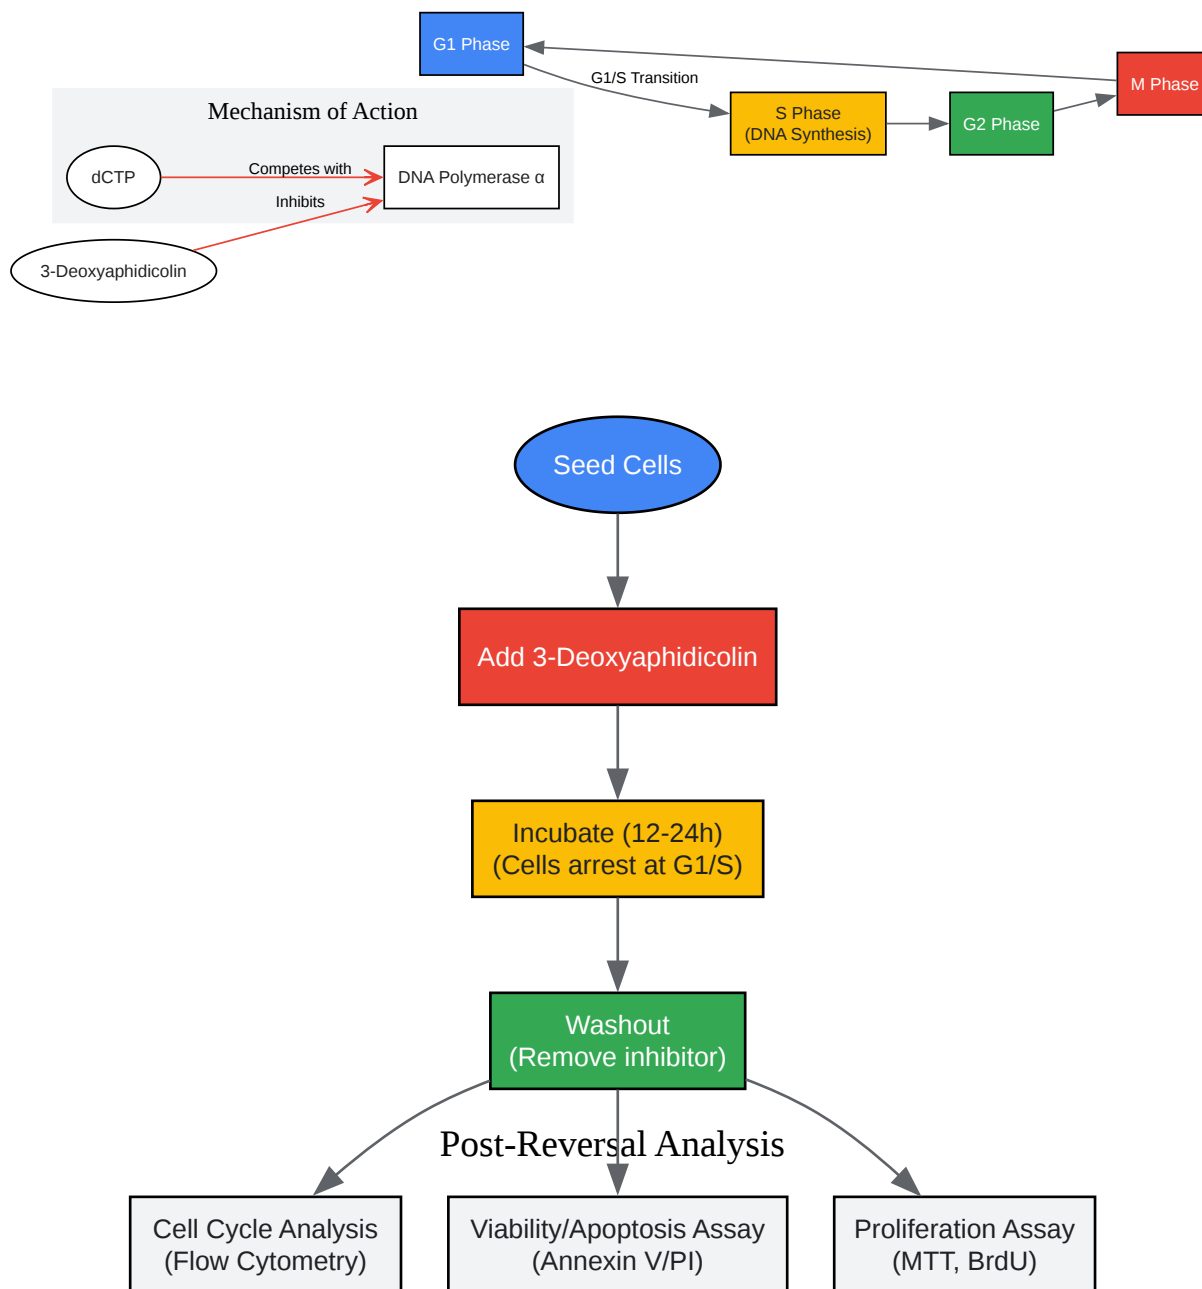 G1 Phase
G1/S Transition
M Phase
S Phase
(DNA Synthesis)
G2 Phase
Mechanism of Action
dCTP
Competes with
DNA Polymerase α
Inhibits
3-Deoxyaphidicolin
Seed Cells
Add 3-Deoxyaphidicolin
Incubate (12-24h)
(Cells arrest at G1/S)
Washout
(Remove inhibitor)
Post-Reversal Analysis
Cell Cycle Analysis
(Flow Cytometry)
Viability/Apoptosis Assay
(Annexin V/PI)
Proliferation Assay
(MTT, BrdU)